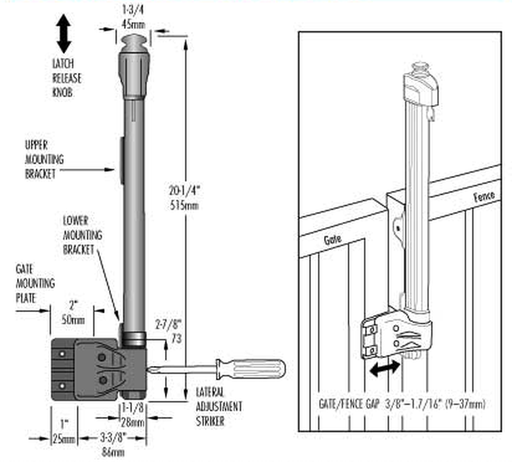 1-3/4
45mm
LATCH
RELEASE
KNOB
UPPER
MOUNTING
BRACKET
20-1/4"
515mm
LOWER
MOUNTING
BRACKET
GATE
MOUNTING
PLATE
2"
50mm
2-7/8"
73
LATERAL
ADJUSTMENT
STRIKER
1-1/8
28mm
1"
25mm
3-3/8"
86mm
Gate
Fence
GATE/FENCE GAP 3/8"–1.7/16" (9–37mm)